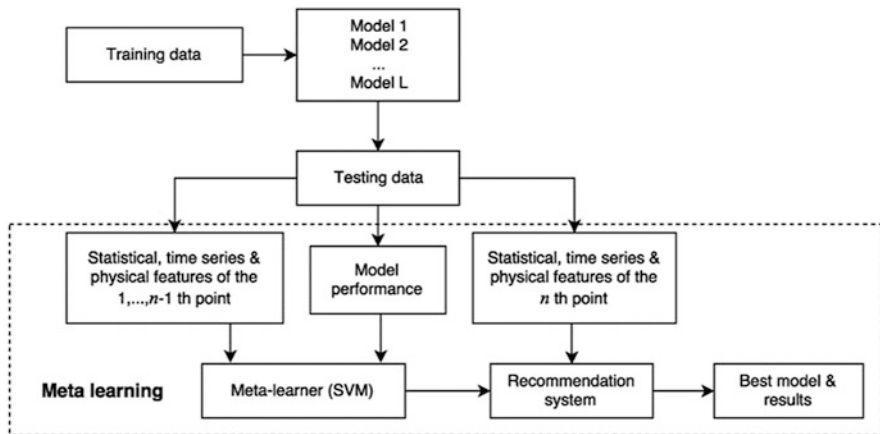 Training data
Model 1
Model 2
...
Model L
Testing data
Statistical, time series &
physical features of the
1,...,n-1 th point
Model
performance
Statistical, time series &
physical features of the
n th point
Meta learning
Meta-learner (SVM)
Recommendation
system
Best model &
results